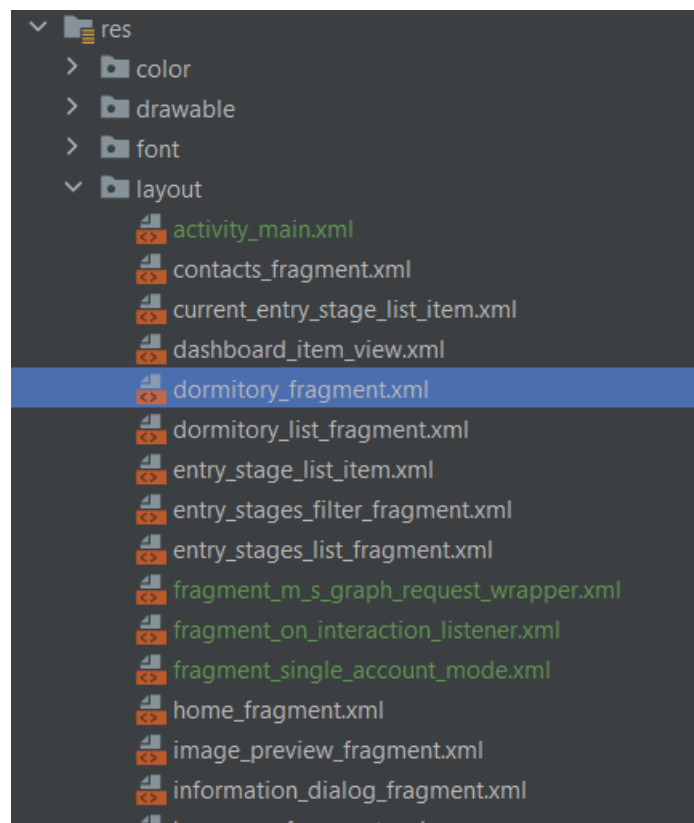 res
color
drawable
font
layout
activity_main.xml
contacts_fragment.xml
current_entry_stage_list_item.xml
dashboard_item_view.xml
dormitory_fragment.xml
dormitory_list_fragment.xml
entry_stage_list_item.xml
entry_stages_filter_fragment.xml
entry_stages_list_fragment.xml
fragment_m_s_graph_request_wrapper.xml
fragment_on_interaction_listener.xml
fragment_single_account_mode.xml
home_fragment.xml
image_preview_fragment.xml
information_dialog_fragment.xml